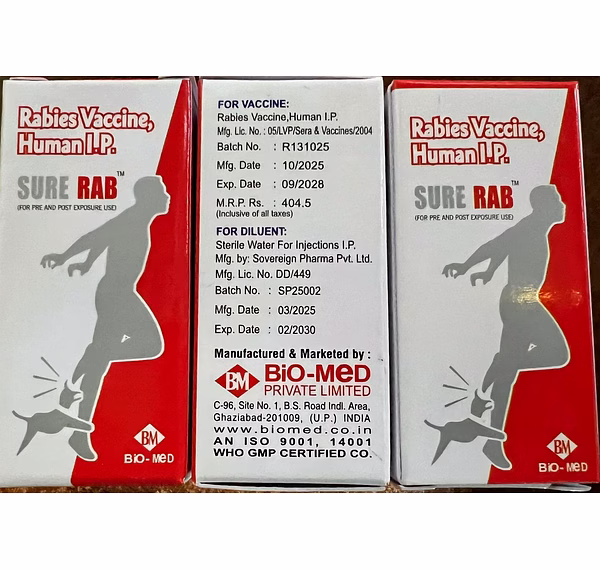 Rabies Vaccine,
Human I.P.
SURE RAB™
(FOR PRE AND POST EXPOSURE USE)
BM
BiO-MeD
FOR VACCINE:
Rabies Vaccine,Human I.P.
Mfg. Lic. No. : 05/LVP/Sera & Vaccines/2004
Batch No. : R131025
Mfg. Date : 10/2025
Exp. Date : 09/2028
M.R.P. Rs. : 404.5
(Inclusive of all taxes)
FOR DILUENT:
Sterile Water For Injections I.P.
Mfg. by: Sovereign Pharma Pvt. Ltd.
Mfg. Lic. No. DD/449
Batch No. : SP25002
Mfg. Date : 03/2025
Exp. Date : 02/2030
Manufactured & Marketed by :
BM BiO-MeD
PRIVATE LIMITED
C-96, Site No. 1, B.S. Road Indl. Area,
Ghaziabad-201009, (U.P.) INDIA
www.biomed.co.in
AN ISO 9001, 14001
WHO GMP CERTIFIED CO.
Rabies Vaccine,
Human I.P.
SURE RAB™
(FOR PRE AND POST EXPOSURE USE)
BM
BiO-MeD